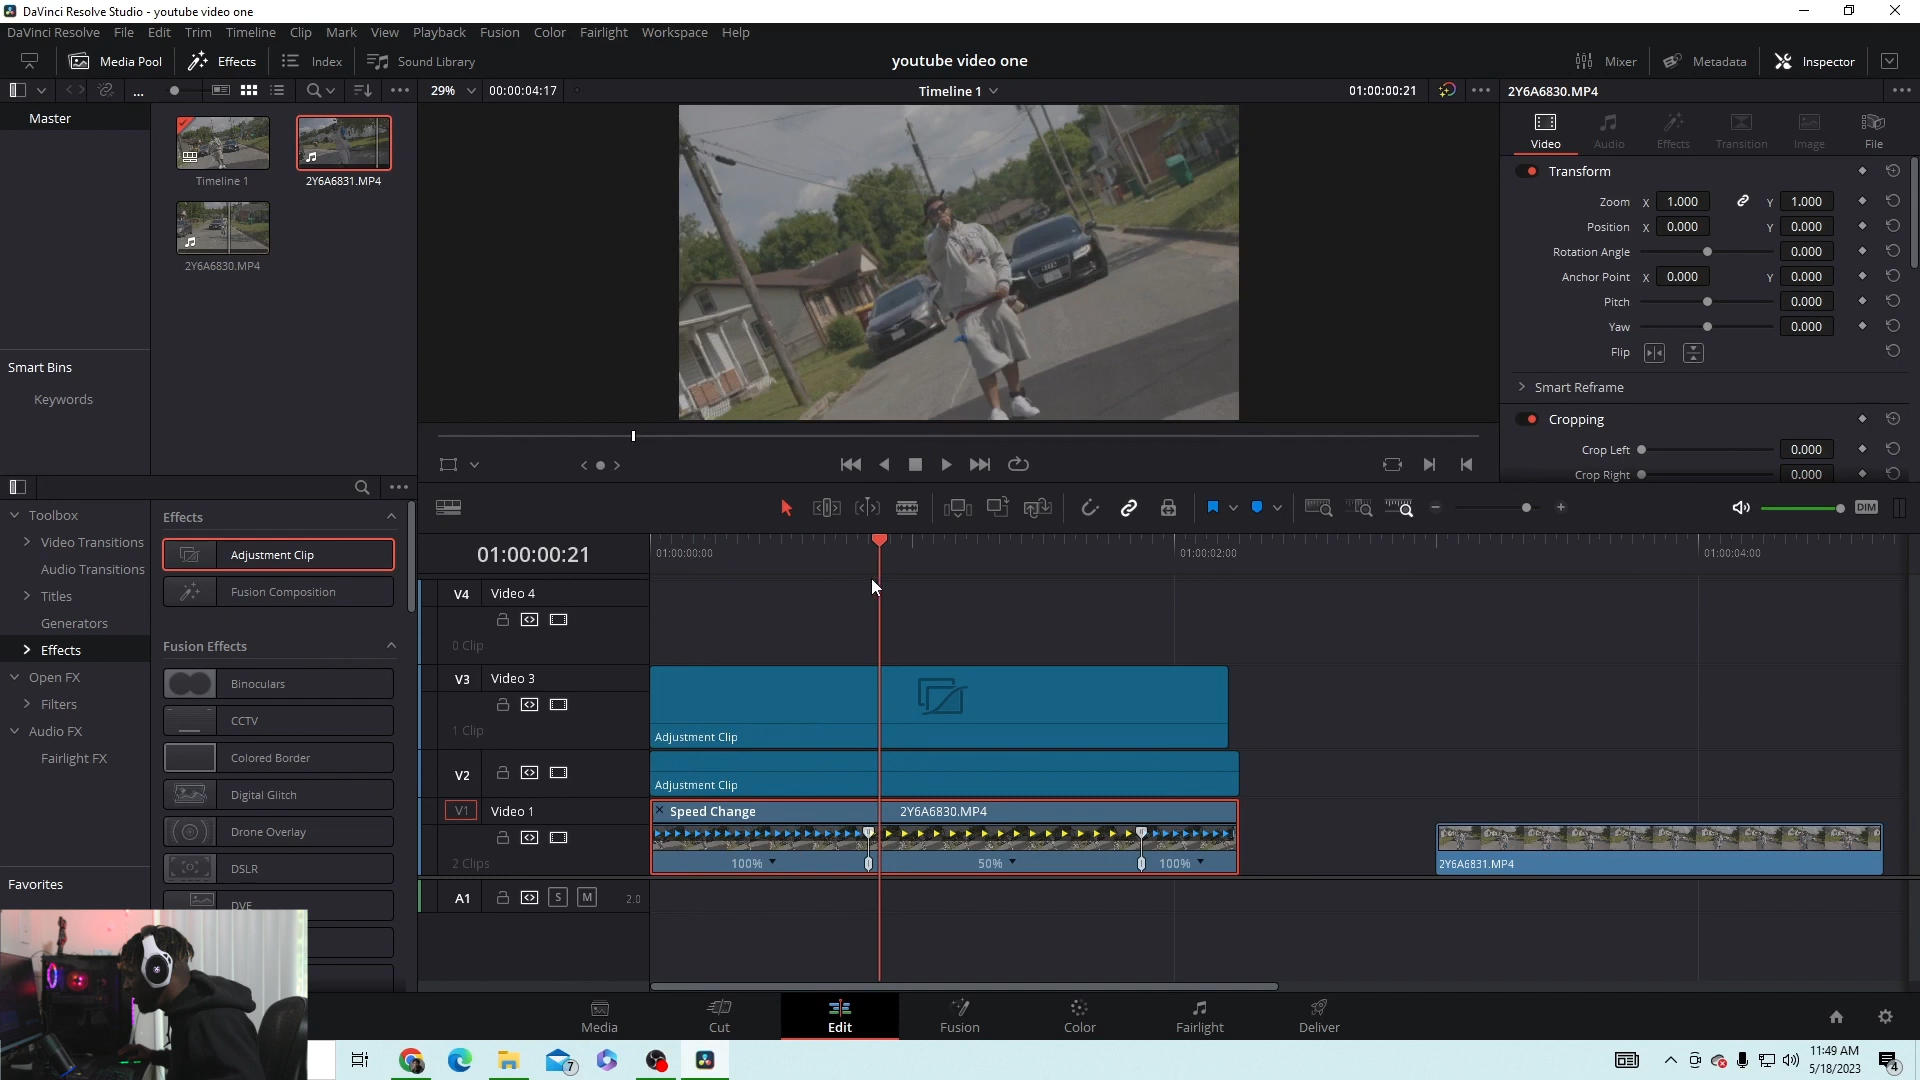 DaVinci Resolve Studio - youtube video one
DaVinci Resolve File Edit Trim Timeline Clip Mark View Playback Fusion Color Fairlight Workspace Help
Media Pool Effects Index Sound Library youtube video one Mixer Metadata Inspector
... 29% 00:00:04:17 Timeline 1 01:00:00:21 2Y6A6830.MP4
Master
Timeline 1 2Y6A6831.MP4
2Y6A6830.MP4
Smart Bins
Keywords
Video Audio Effects Transition Image File
Transform
Zoom X 1.000 Y 1.000
Position X 0.000 Y 0.000
Rotation Angle 0.000
Anchor Point X 0.000 Y 0.000
Pitch 0.000
Yaw 0.000
Flip
Smart Reframe
Cropping
Crop Left 0.000
Crop Right 0.000
DIM
Toolbox
Video Transitions
Audio Transitions
Titles
Generators
Effects
Open FX
Filters
Audio FX
Fairlight FX
Favorites
Effects
Adjustment Clip
Fusion Composition
Fusion Effects
Binoculars
CCTV
Colored Border
Digital Glitch
Drone Overlay
DSLR
DVE
01:00:00:21 01:00:00:00 01:00:02:00 01:00:04:00
V4 Video 4
0 Clip
V3 Video 3
1 Clip
Adjustment Clip
V2
Adjustment Clip
V1 Video 1
2 Clips
Speed Change 2Y6A6830.MP4
100% 50% 100%
2Y6A6831.MP4
A1 S M 2.0
Media Cut Edit Fusion Color Fairlight Deliver
7
11:49 AM
5/18/2023
4